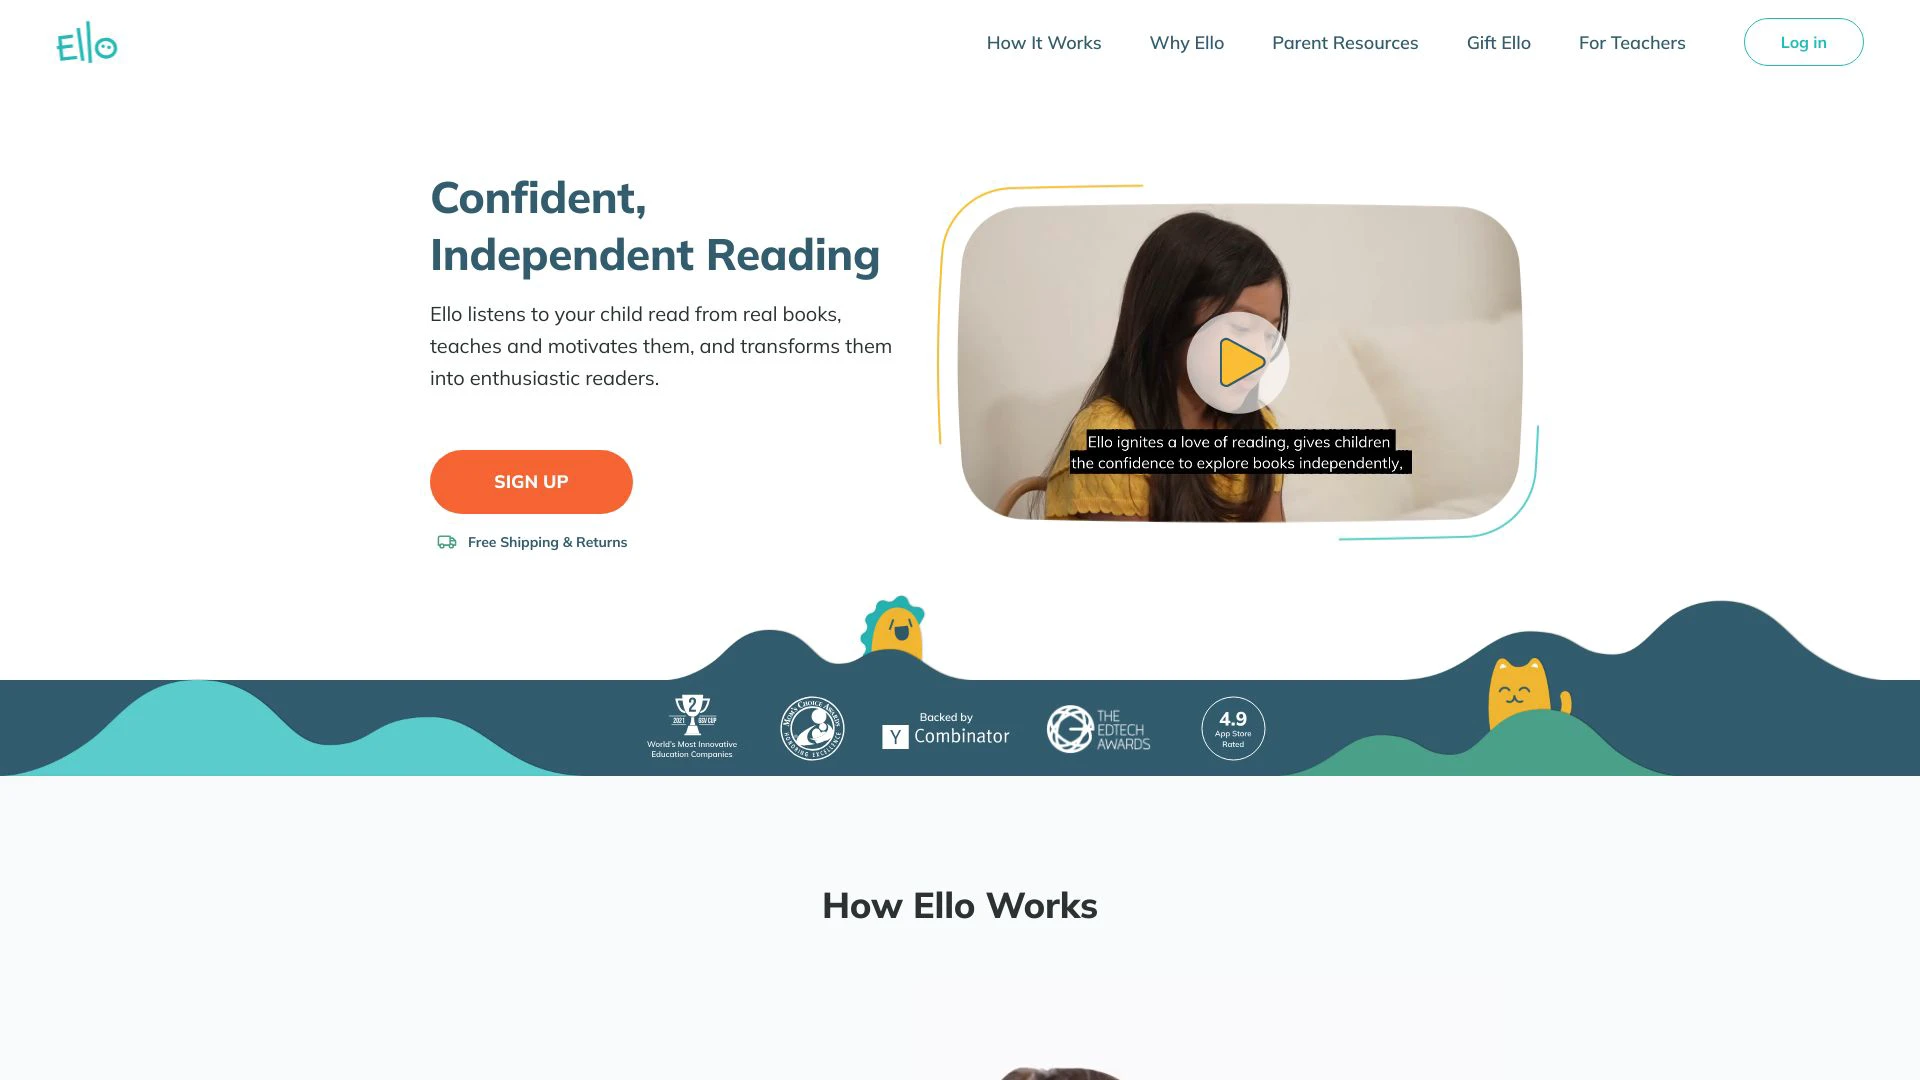 Ello
How It Works
Why Ello
Parent Resources
Gift Ello
For Teachers
Log in
Confident,
Independent Reading
Ello listens to your child read from real books,
teaches and motivates them, and transforms them
into enthusiastic readers.
SIGN UP
Free Shipping & Returns
Ello ignites a love of reading, gives children
the confidence to explore books independently,
2
2021 GSV CUP
World's Most Innovative
Education Companies
MOM'S CHOICE AWARDS
HONORING EXCELLENCE
Backed by
Y Combinator
THE
EDTECH
AWARDS
4.9
App Store
Rated
How Ello Works